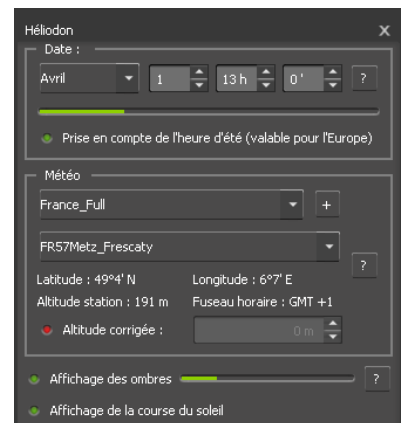 Héliodon x
Date :
Avril 1 13 h 0 ' ?
Prise en compte de l'heure d'été (valable pour l'Europe)
Météo
France_Full +
FR57Metz_Frescaty
?
Latitude : 49°4' N Longitude : 6°7' E
Altitude station : 191 m Fuseau horaire : GMT +1
Altitude corrigée : 0 m
Affichage des ombres ?
Affichage de la course du soleil